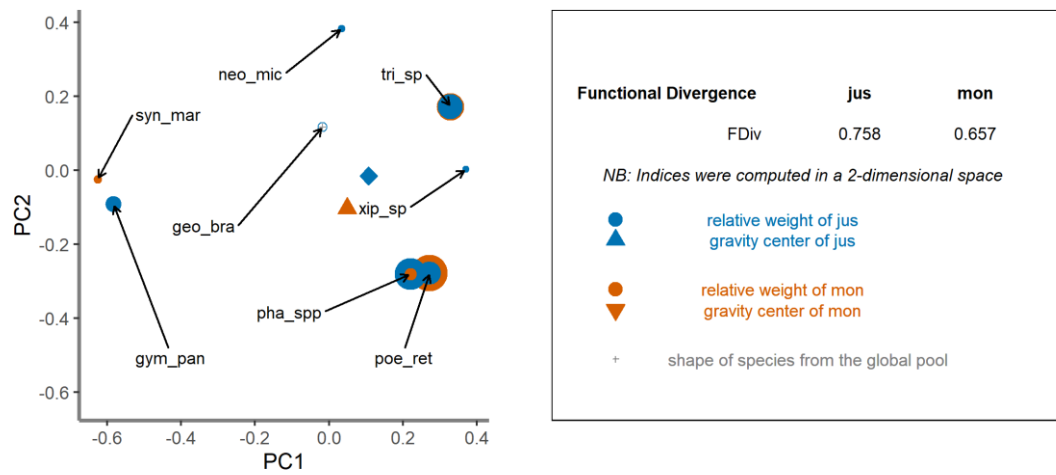 0.4
0.2
0.0
-0.2
-0.4
-0.6
PC2
-0.6
-0.4
-0.2
0.0
0.2
0.4
PC1
neo_mic
tri_sp
syn_mar
geo_bra
xip_sp
pha_spp
gym_pan
poe_ret
Functional Divergence jus mon
FDiv 0.758 0.657
NB: Indices were computed in a 2-dimensional space
relative weight of jus
gravity center of jus
relative weight of mon
gravity center of mon
shape of species from the global pool